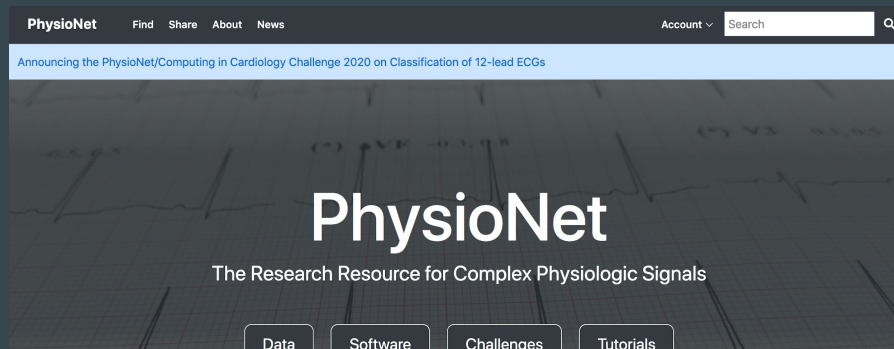 PhysioNet Find Share About News Account Search
Announcing the PhysioNet/Computing in Cardiology Challenge 2020 on Classification of 12-lead ECGs
PhysioNet
The Research Resource for Complex Physiologic Signals
Data Software Challenges Tutorials